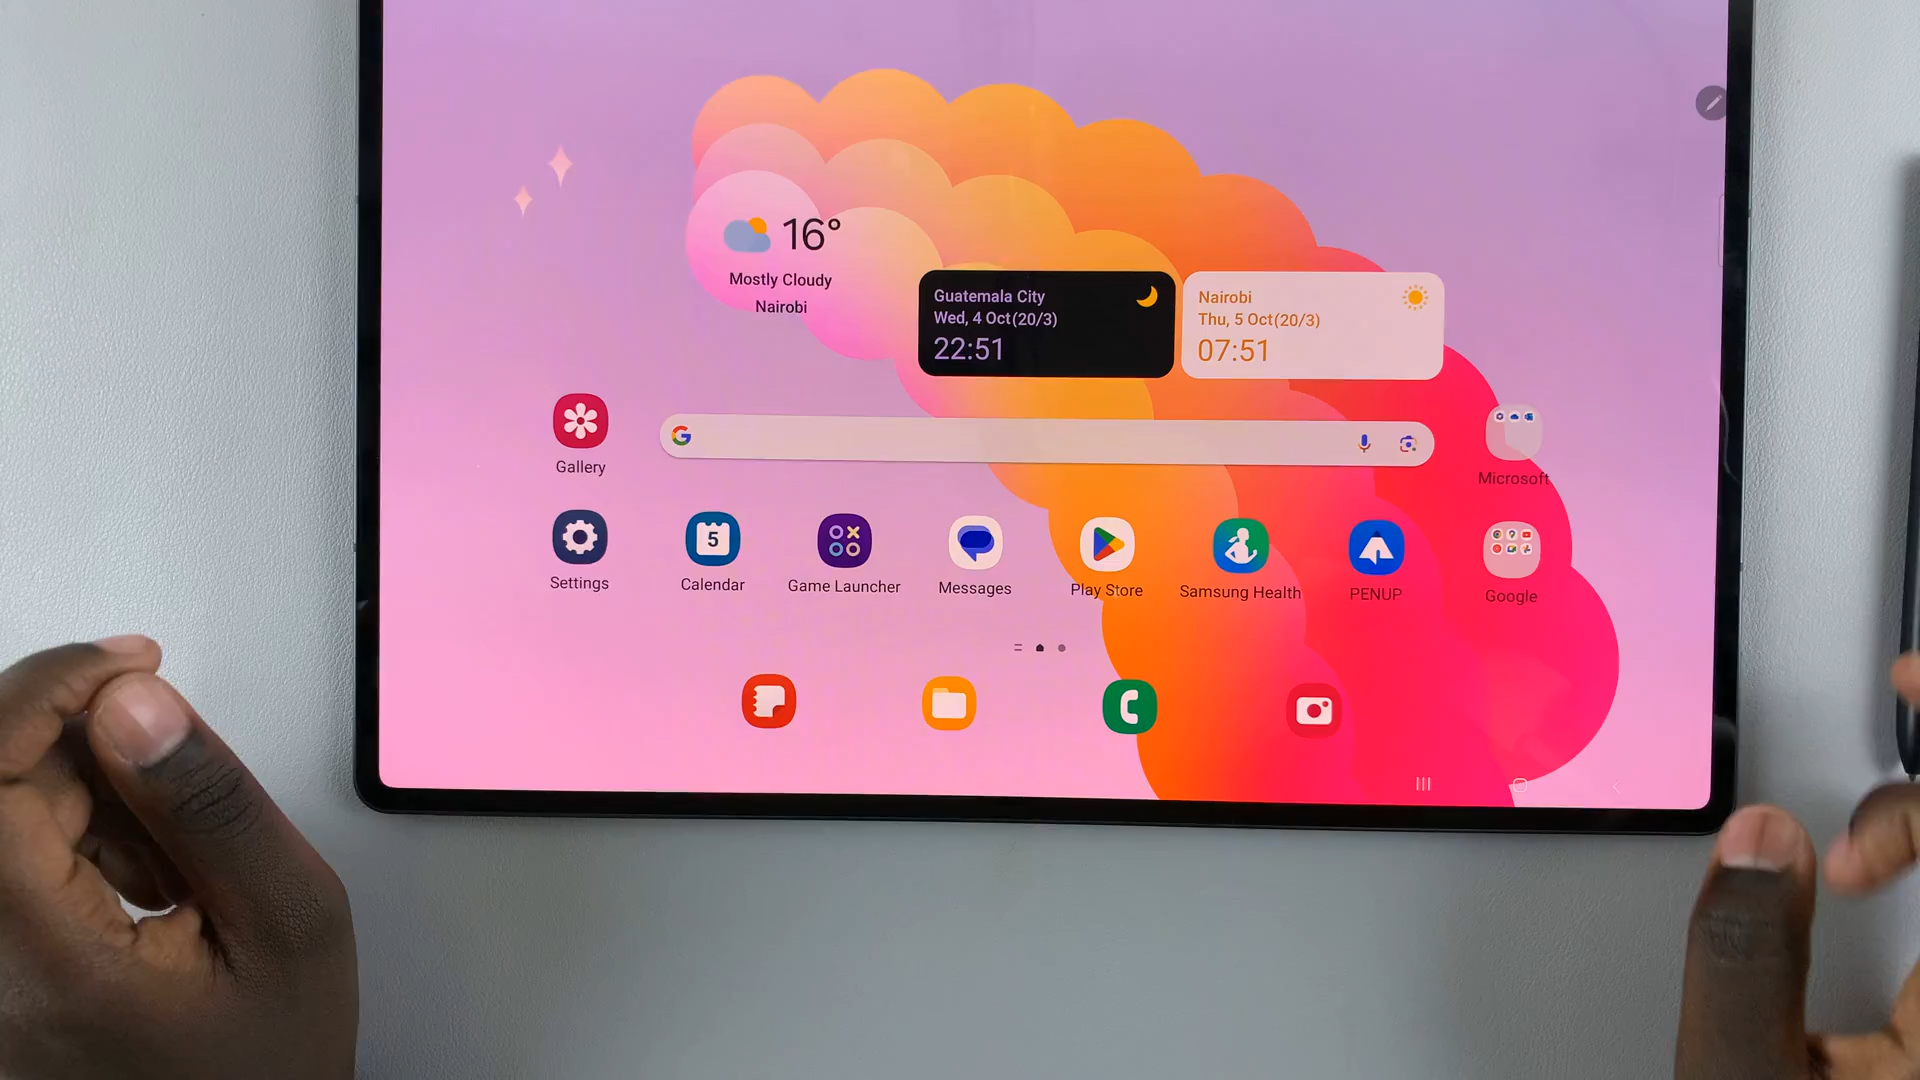 16°
Mostly Cloudy
Nairobi
Guatemala City
Wed, 4 Oct(20/3)
22:51
Nairobi
Thu, 5 Oct(20/3)
07:51
G
Gallery
Microsoft
5
Settings
Calendar
Game Launcher
Messages
Play Store
Samsung Health
PENUP
Google